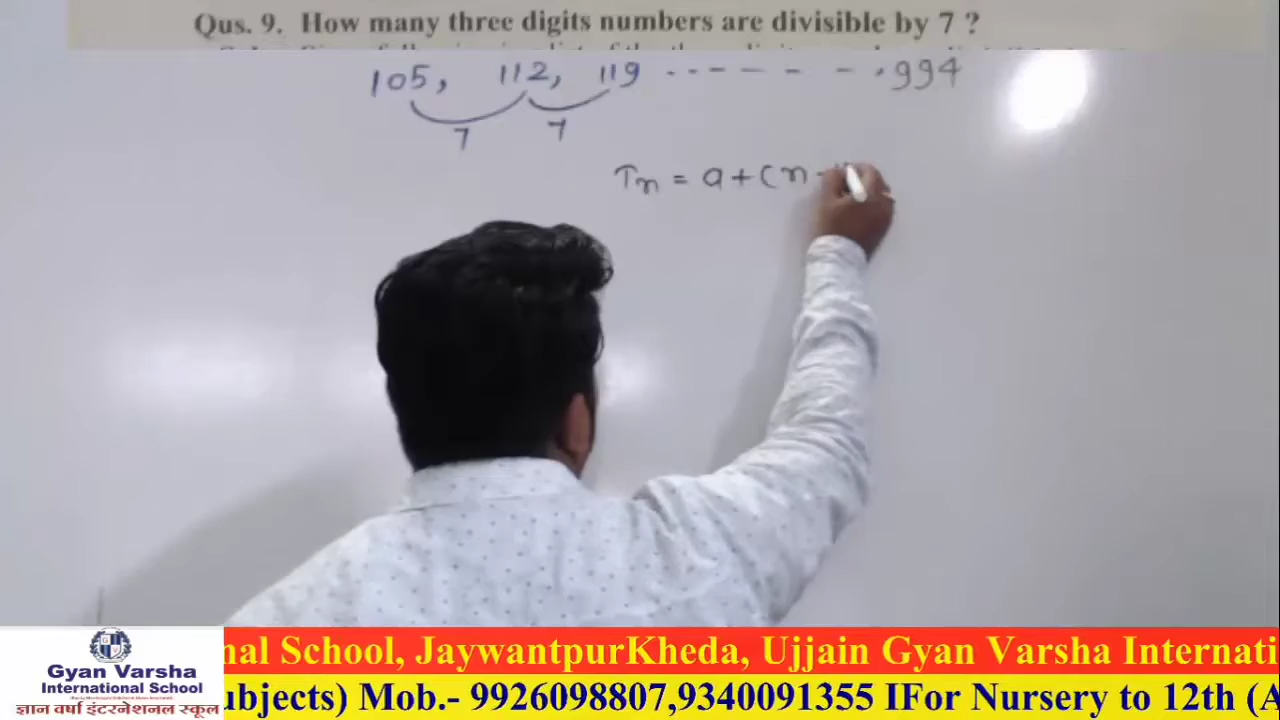 Qus. 9. How many three digits numbers are divisible by 7 ?
105, 112, 119 ------, 994
7 7
Tn = a + (n -
Gyan Varsha
International School
ज्ञान वर्षा इंटरनेशनल स्कूल
nal School, JaywantpurKheda, Ujjain Gyan Varsha Internati
ubjects) Mob.- 9926098807,9340091355 IFor Nursery to 12th (A